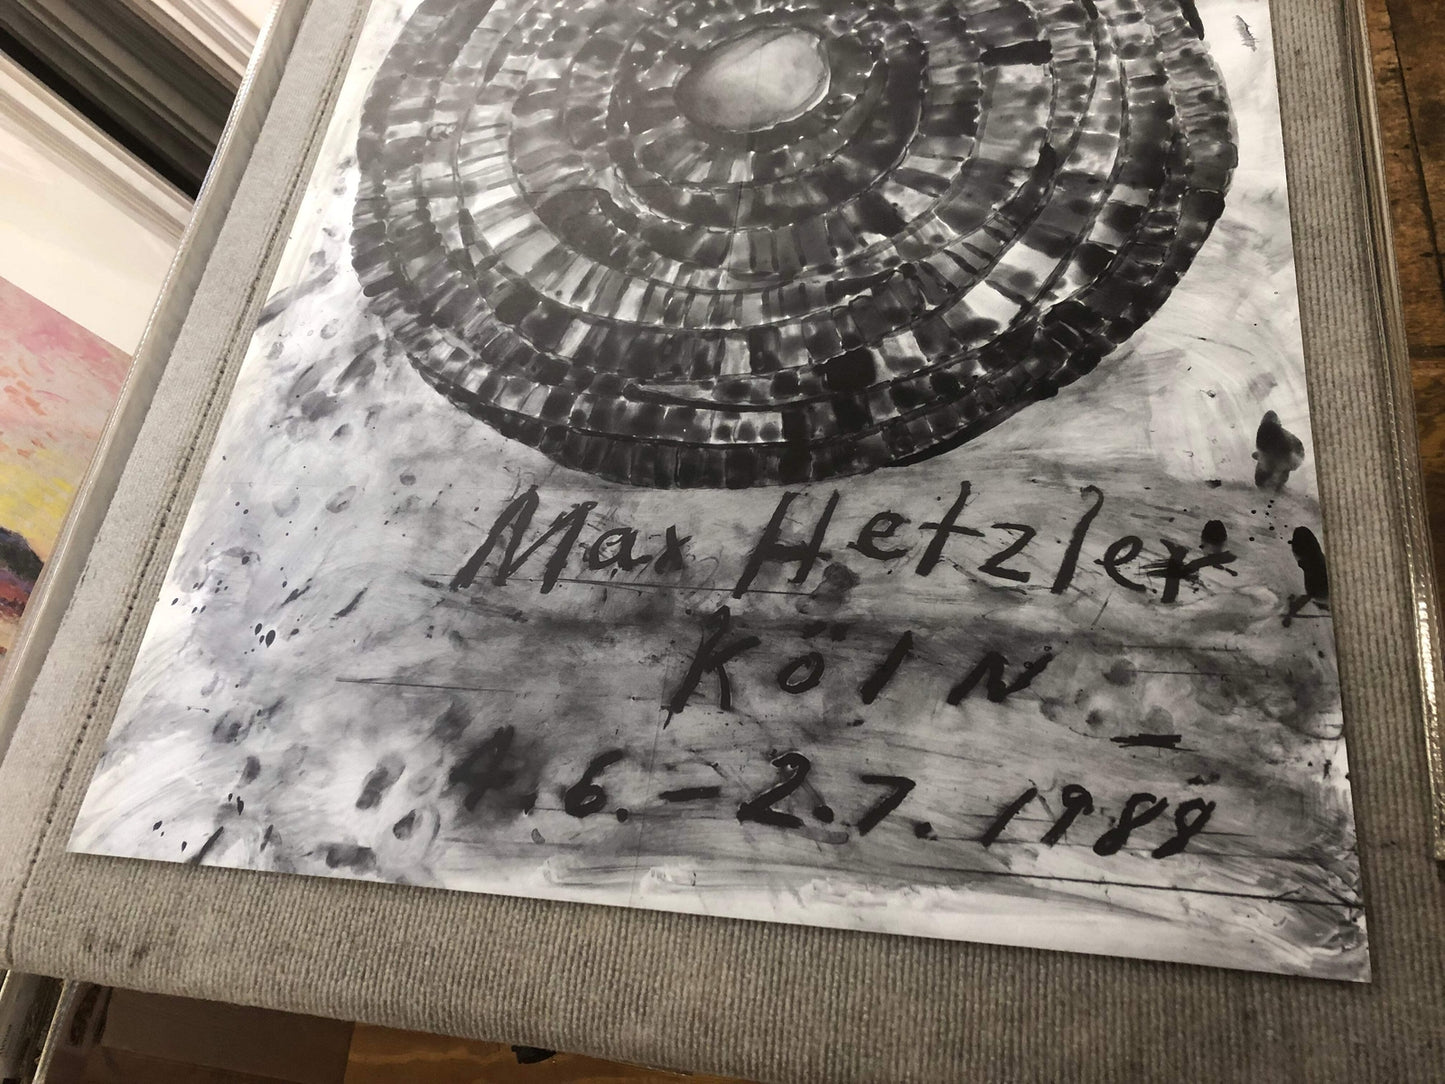 Max Hetzler
Köln
4.6. – 2.7. 1988